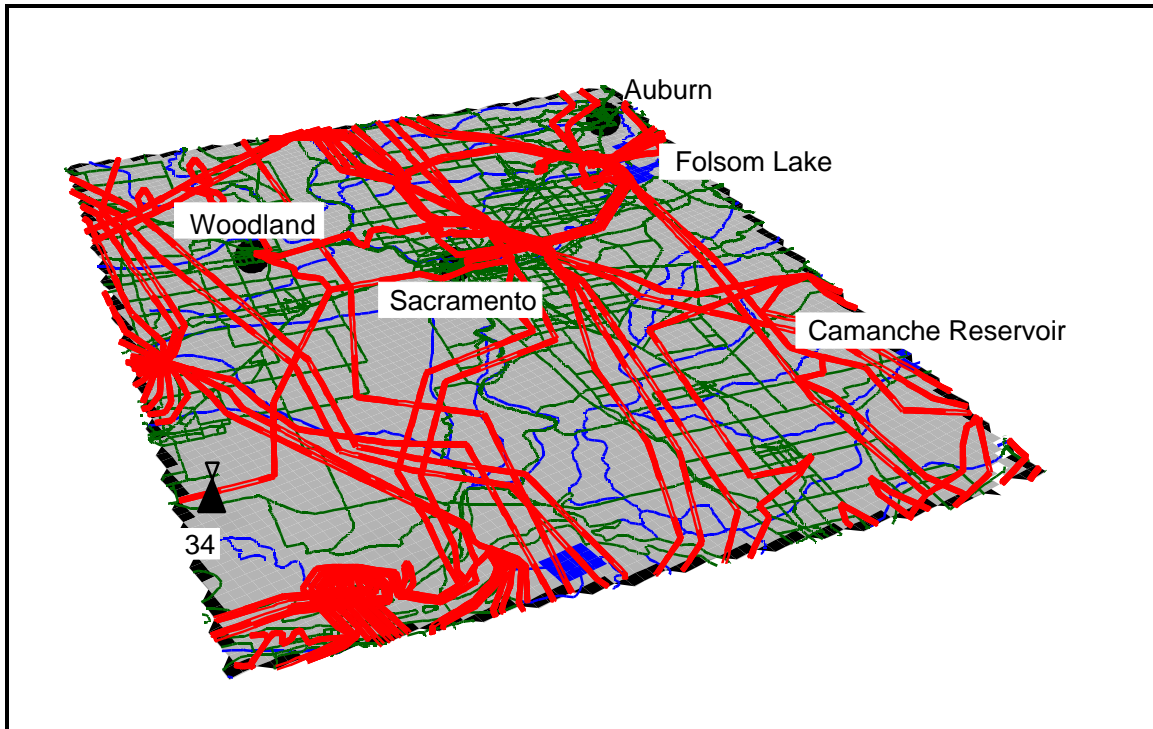 Auburn
Folsom Lake
Woodland
Sacramento
Camanche Reservoir
34